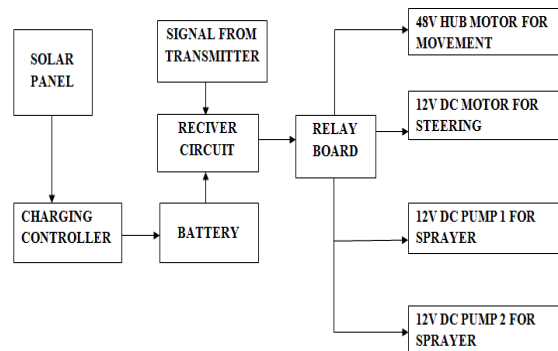 SOLAR
PANEL
SIGNAL FROM
TRANSMITTER
48V HUB MOTOR FOR
MOVEMENT
RECIVER
CIRCUIT
RELAY
BOARD
12V DC MOTOR FOR
STEERING
CHARGING
CONTROLLER
BATTERY
12V DC PUMP 1 FOR
SPRAYER
12V DC PUMP 2 FOR
SPRAYER